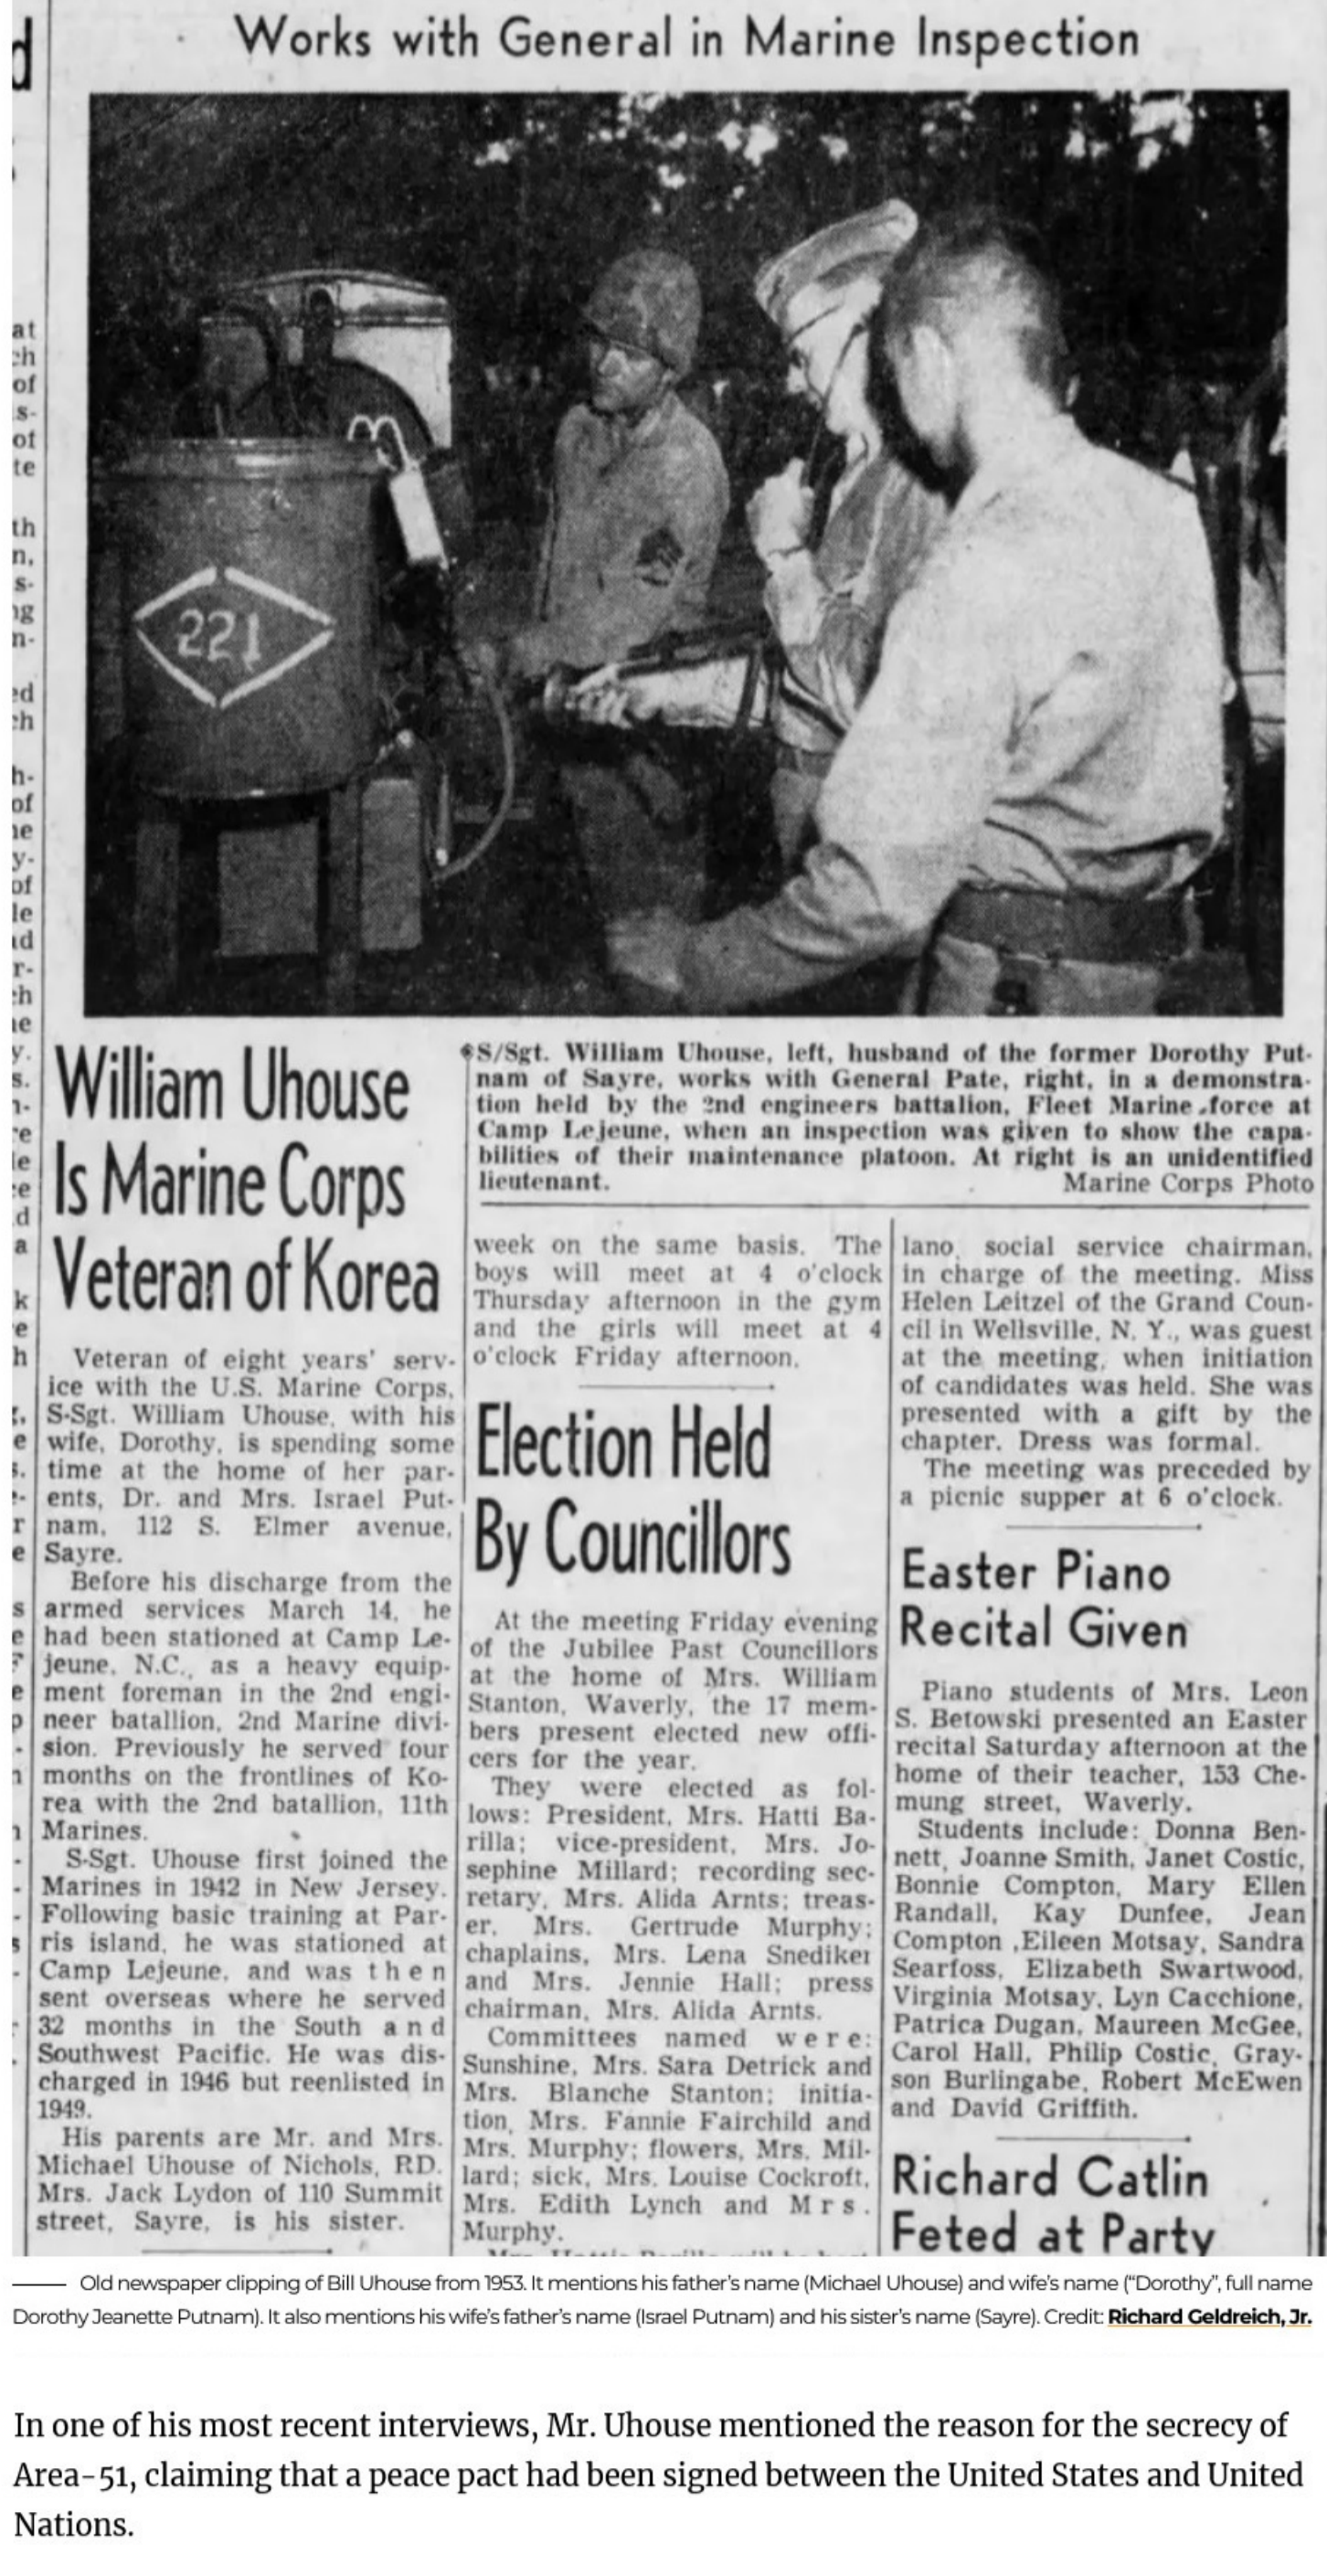 d
Works with General in Marine Inspection
221
at
ch
of
s-
of
te
th
n,
s-
ng
n-
ed
ch
h-
of
he
y-
of
le
nd
r-
ch
he
y.
s.
n-
re
le
te
d
a
k
e
h
William Uhouse
Is Marine Corps
Veteran of Korea
Veteran of eight years' serv-
ice with the U.S. Marine Corps,
S-Sgt. William Uhouse, with his
wife, Dorothy, is spending some
time at the home of her par-
ents, Dr. and Mrs. Israel Put-
nam, 112 S. Elmer avenue,
Sayre.
Before his discharge from the
armed services March 14, he
had been stationed at Camp Le-
jeune, N.C., as a heavy equip-
ment foreman in the 2nd engi-
neer batallion, 2nd Marine divi-
sion. Previously he served four
months on the frontlines of Ko-
rea with the 2nd batallion, 11th
Marines.
S-Sgt. Uhouse first joined the
Marines in 1942 in New Jersey.
Following basic training at Par-
ris island, he was stationed at
Camp Lejeune, and was then
sent overseas where he served
32 months in the South and
Southwest Pacific. He was dis-
charged in 1946 but reenlisted in
1949.
His parents are Mr. and Mrs.
Michael Uhouse of Nichols, RD.
Mrs. Jack Lydon of 110 Summit
street, Sayre, is his sister.
S/Sgt. William Uhouse, left, husband of the former Dorothy Put-
nam of Sayre, works with General Pate, right, in a demonstra-
tion held by the 2nd engineers battalion, Fleet Marine force at
Camp Lejeune, when an inspection was given to show the capa-
bilities of their maintenance platoon. At right is an unidentified
lieutenant. Marine Corps Photo
week on the same basis. The
boys will meet at 4 o'clock
Thursday afternoon in the gym
and the girls will meet at 4
o'clock Friday afternoon.
Election Held
By Councillors
At the meeting Friday evening
of the Jubilee Past Councillors
at the home of Mrs. William
Stanton, Waverly, the 17 mem-
bers present elected new offi-
cers for the year.
They were elected as fol-
lows: President, Mrs. Hatti Ba-
rilla; vice-president, Mrs. Jo-
sephine Millard; recording sec-
retary, Mrs. Alida Arnts; treas-
er, Mrs. Gertrude Murphy;
chaplains, Mrs. Lena Snediker
and Mrs. Jennie Hall; press
chairman, Mrs. Alida Arnts.
Committees named were:
Sunshine, Mrs. Sara Detrick and
Mrs. Blanche Stanton; initia-
tion, Mrs. Fannie Fairchild and
Mrs. Murphy; flowers, Mrs. Mil-
lard; sick, Mrs. Louise Cockroft,
Mrs. Edith Lynch and Mrs.
Murphy.
lano, social service chairman,
in charge of the meeting. Miss
Helen Leitzel of the Grand Coun-
cil in Wellsville, N. Y., was guest
at the meeting, when initiation
of candidates was held. She was
presented with a gift by the
chapter. Dress was formal.
The meeting was preceded by
a picnic supper at 6 o'clock.
Easter Piano
Recital Given
Piano students of Mrs. Leon
S. Betowski presented an Easter
recital Saturday afternoon at the
home of their teacher, 153 Che-
mung street, Waverly.
Students include: Donna Ben-
nett, Joanne Smith, Janet Costic,
Bonnie Compton, Mary Ellen
Randall, Kay Dunfee, Jean
Compton ,Eileen Motsay, Sandra
Searfoss, Elizabeth Swartwood,
Virginia Motsay, Lyn Cacchione,
Patrica Dugan, Maureen McGee,
Carol Hall, Philip Costic, Gray-
son Burlingabe, Robert McEwen
and David Griffith.
Richard Catlin
Feted at Party
Old newspaper clipping of Bill Uhouse from 1953. It mentions his father's name (Michael Uhouse) and wife's name (“Dorothy”, full name
Dorothy Jeanette Putnam). It also mentions his wife's father's name (Israel Putnam) and his sister's name (Sayre). Credit: Richard Geldreich, Jr.
In one of his most recent interviews, Mr. Uhouse mentioned the reason for the secrecy of
Area-51, claiming that a peace pact had been signed between the United States and United
Nations.